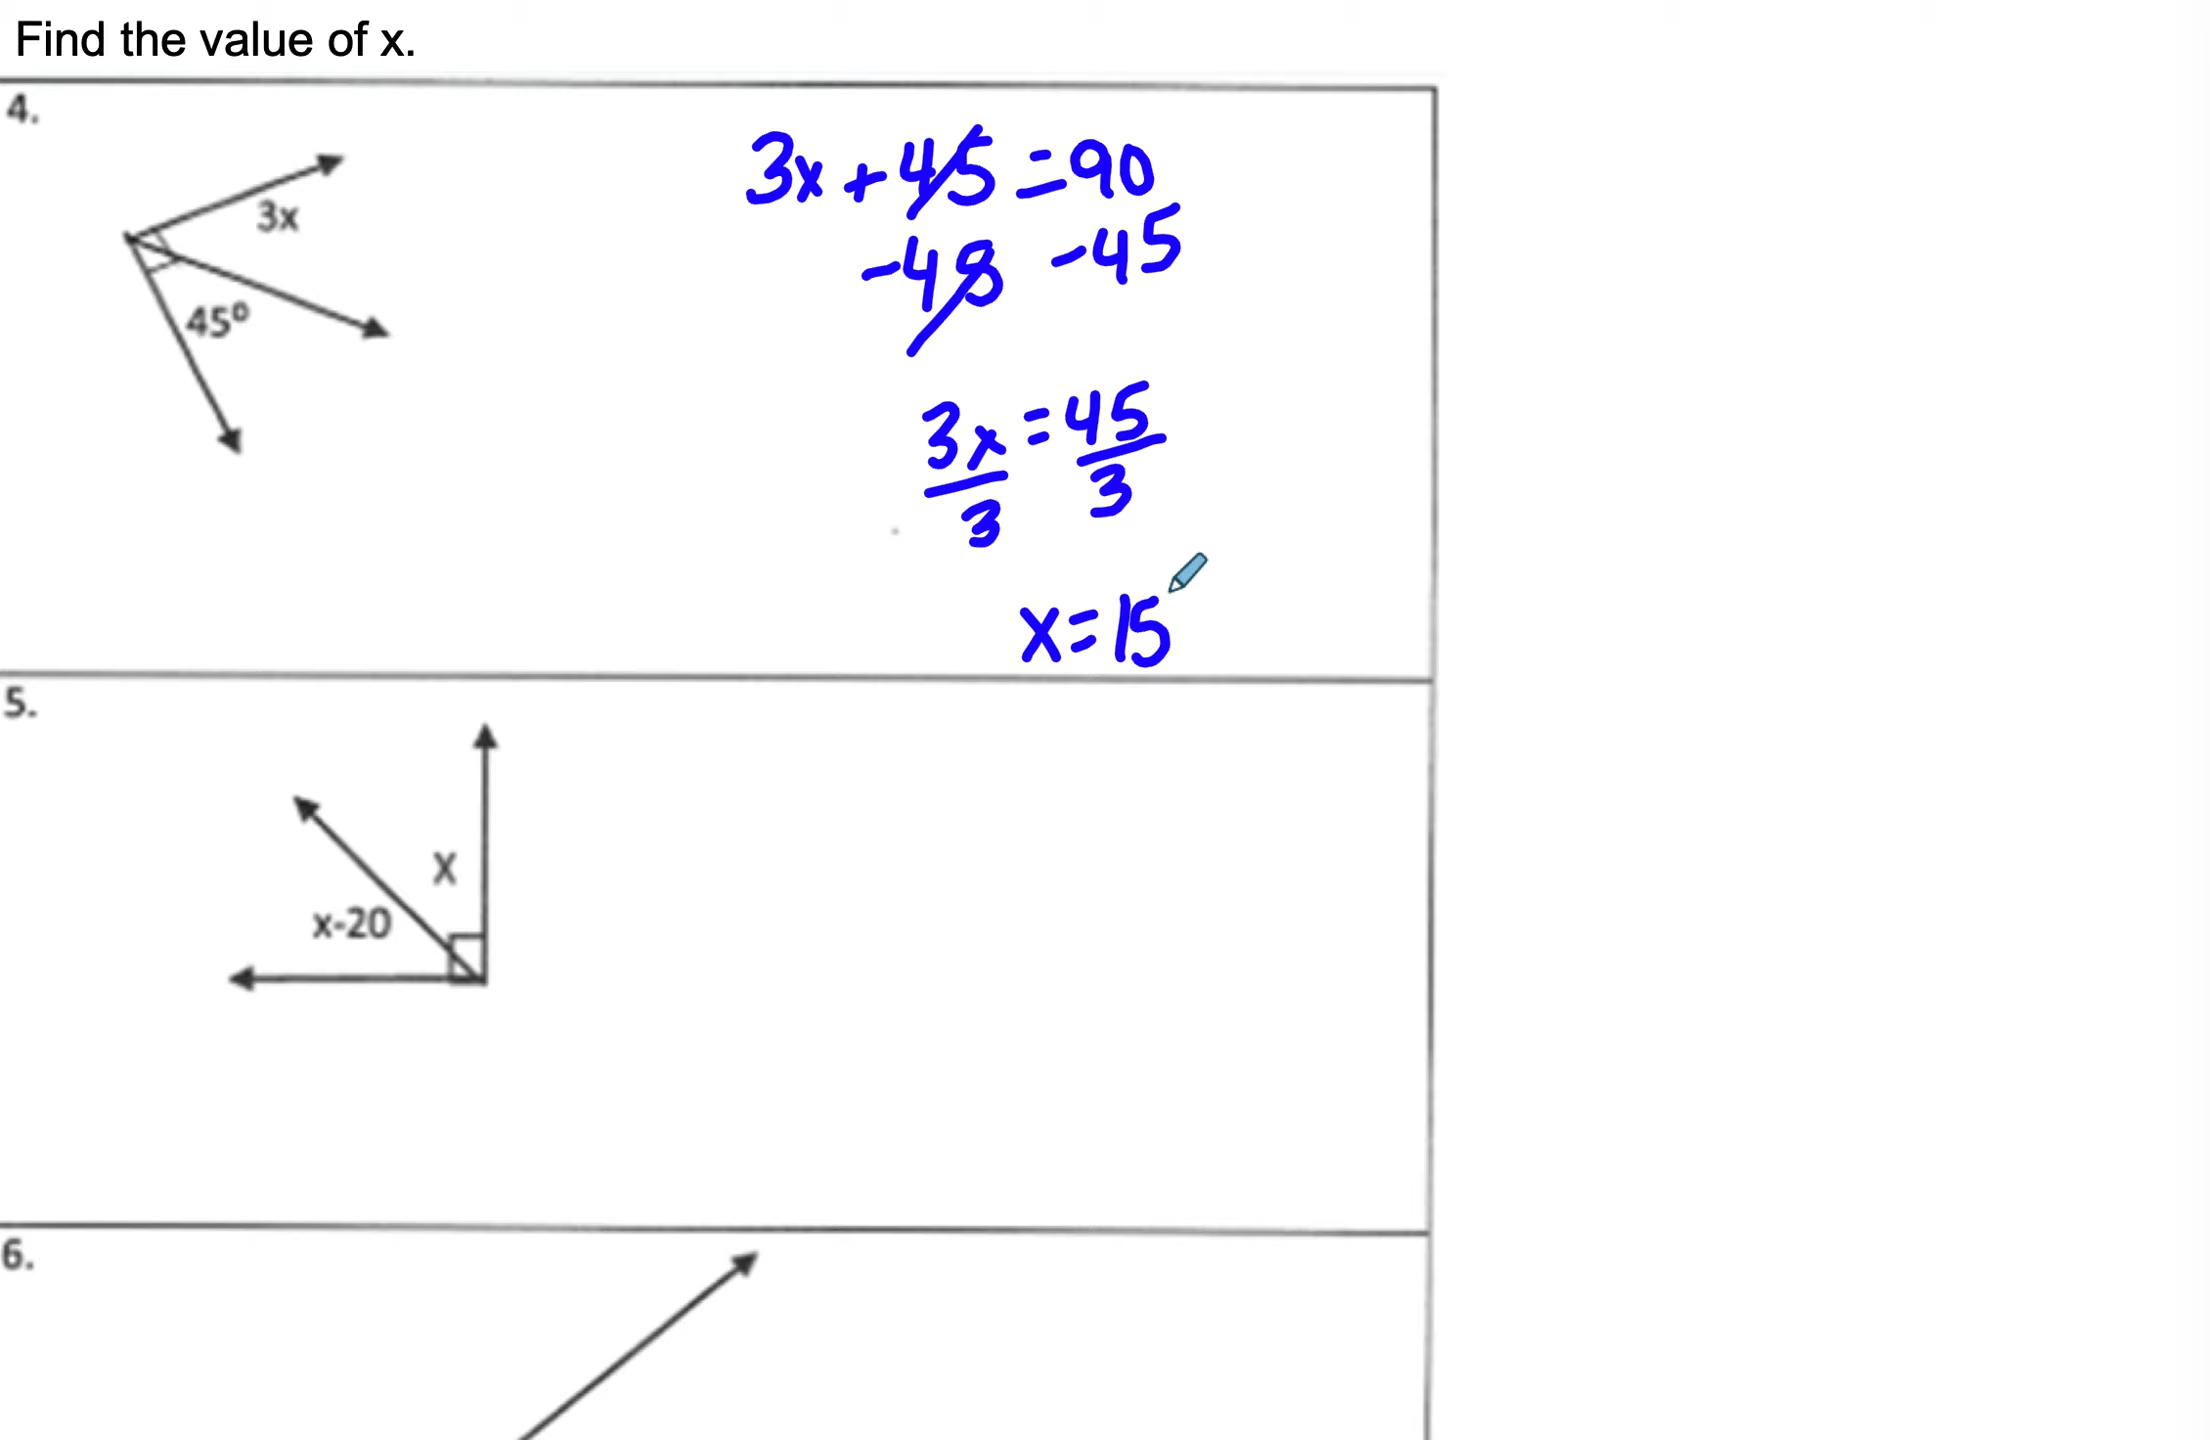 Find the value of x.
4.
3x
45º
3x + 45 = 90
-45 -45
3x = 45
3 3
x = 15
5.
X
x-20
6.